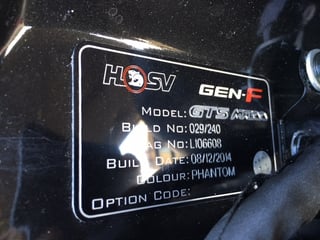 HSV GEN-F
MODEL: GTS MALOO
BUILD NO: 029/240
TAG NO: L106608
BUILD DATE: 08/12/2014
COLOUR: PHANTOM
OPTION CODE: